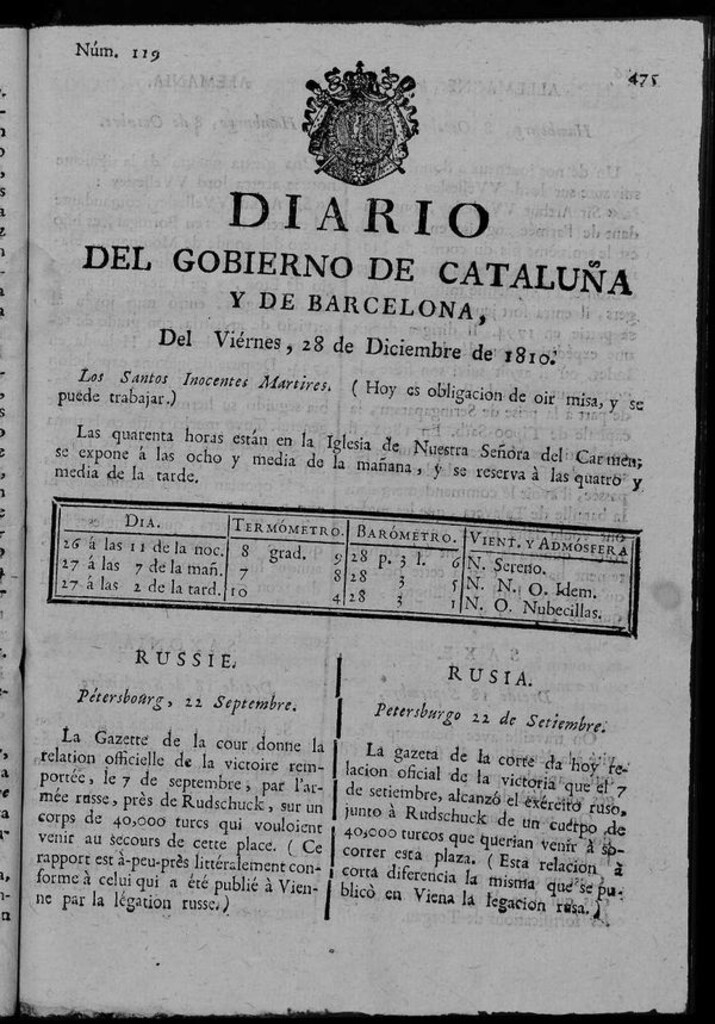 Núm. 119
475
DIARIO
DEL GOBIERNO DE CATALUÑA
Y DE BARCELONA,
Del Viérnes, 28 de Diciembre de 1810.
Los Santos Inocentes Martires. ( Hoy es obligacion de oir misa, y se
puede trabajar.)
Las quarenta horas están en la Iglesia de Nuestra Señora del Carmen;
se expone á las ocho y media de la mañana, y se reserva à las quatro y
media de la tarde.
DIA. TERMÓMETRO. BARÓMETRO. VIENT. Y ADMÓSFERA
26 á las 11 de la noc. 8 grad. 9 28 p. 3 l. 6 N. Sereno.
27 á las 7 de la mañ. 7 8 28 3 5 N. N. O. Idem.
27 á las 2 de la tard. 10 4 28 3 1 N. O. Nubecillas.
RUSSIE.
Pétersbourg, 22 Septembre.
La Gazette de la cour donne la
relation officielle de la victoire rem-
portée, le 7 de septembre, par l'ar-
mée russe, près de Rudschuck, sur un
corps de 40,000 turcs qui vouloient
venir au secours de cette place. ( Ce
rapport est à-peu-près littéralement con-
forme à celui qui a été publié à Vien-
ne par la légation russe.)
RUSIA.
Petersburgo 22 de Setiembre.
La gazeta de la corte da hoy re-
lacion oficial de la victoria que el 7
de setiembre, alcanzó el exército ruso,
junto à Rudschuck de un cuerpo de
40,000 turcos que querian venir á so-
correr esta plaza. ( Esta relacion à
corta diferencia la misma que se pu-
blicó en Viena la legacion rusa.)